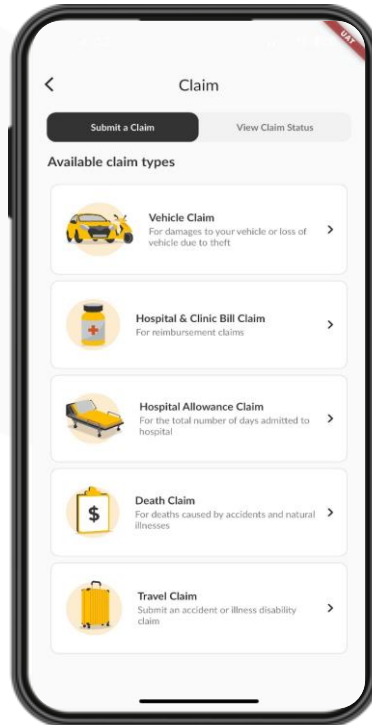 UAT
Claim
Submit a Claim
View Claim Status
Available claim types
Vehicle Claim
For damages to your vehicle or loss of
vehicle due to theft
Hospital & Clinic Bill Claim
For reimbursement claims
Hospital Allowance Claim
For the total number of days admitted to
hospital
$
Death Claim
For deaths caused by accidents and natural
illnesses
Travel Claim
Submit an accident or illness disability
claim